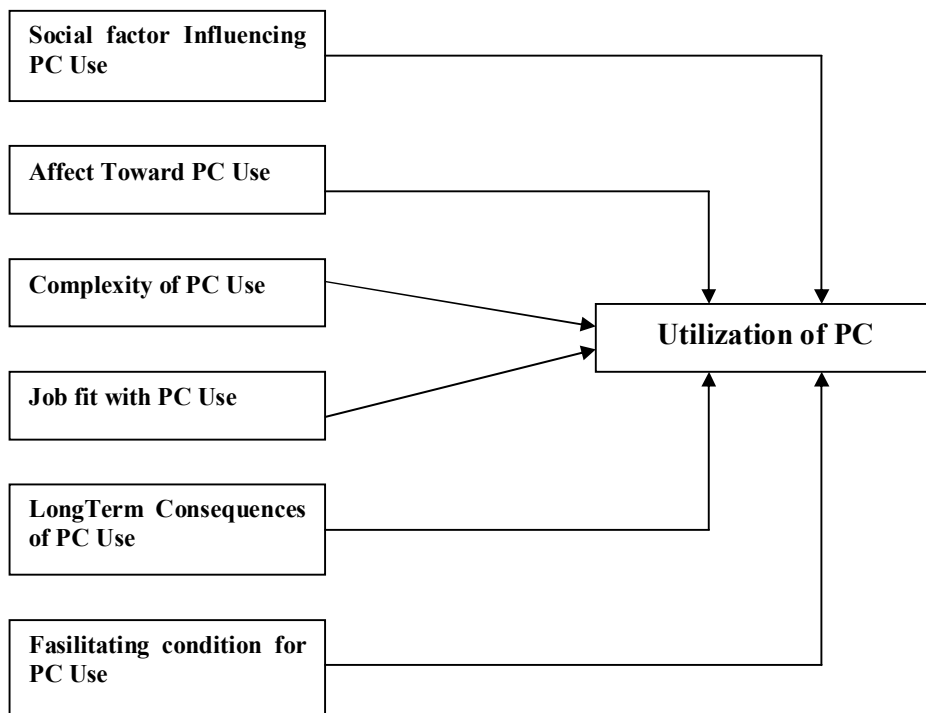 Social factor Influencing
PC Use
Affect Toward PC Use
Complexity of PC Use
Utilization of PC
Job fit with PC Use
LongTerm Consequences
of PC Use
Fasilitating condition for
PC Use